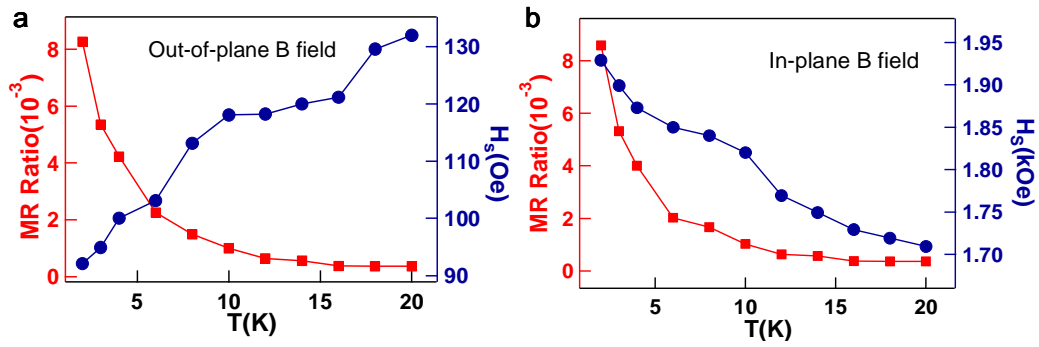 a
Out-of-plane B field
MR Ratio(10⁻³)
8
6
4
2
0
130
120
110
100
90
Hₛ(Oe)
5
10
15
20
T(K)
b
In-plane B field
MR Ratio(10⁻³)
8
6
4
2
0
1.95
1.90
1.85
1.80
1.75
1.70
Hₛ(kOe)
5
10
15
20
T(K)